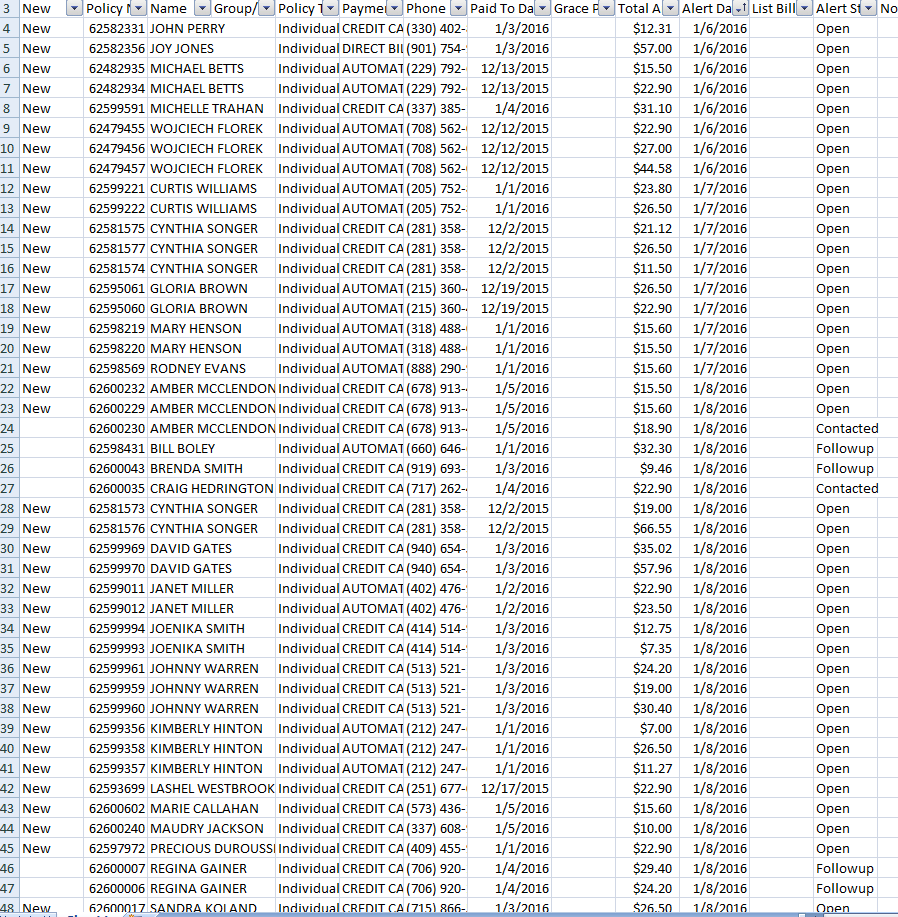 3 New Policy N Name Group/ Policy T Paymer Phone Paid To Da Grace P Total A Alert Da List Bill Alert St No
4 New 62582331 JOHN PERRY Individual CREDIT CA (330) 402- 1/3/2016 $12.31 1/6/2016 Open
5 New 62582356 JOY JONES Individual DIRECT BIL (901) 754- 1/3/2016 $57.00 1/6/2016 Open
6 New 62482935 MICHAEL BETTS Individual AUTOMAT (229) 792- 12/13/2015 $15.50 1/6/2016 Open
7 New 62482934 MICHAEL BETTS Individual AUTOMAT (229) 792- 12/13/2015 $22.90 1/6/2016 Open
8 New 62599591 MICHELLE TRAHAN Individual CREDIT CA (337) 385- 1/4/2016 $31.10 1/6/2016 Open
9 New 62479455 WOJCIECH FLOREK Individual AUTOMAT (708) 562- 12/12/2015 $22.90 1/6/2016 Open
10 New 62479456 WOJCIECH FLOREK Individual AUTOMAT (708) 562- 12/12/2015 $27.00 1/6/2016 Open
11 New 62479457 WOJCIECH FLOREK Individual AUTOMAT (708) 562- 12/12/2015 $44.58 1/6/2016 Open
12 New 62599221 CURTIS WILLIAMS Individual AUTOMAT (205) 752- 1/1/2016 $23.80 1/7/2016 Open
13 New 62599222 CURTIS WILLIAMS Individual AUTOMAT (205) 752- 1/1/2016 $26.50 1/7/2016 Open
14 New 62581575 CYNTHIA SONGER Individual CREDIT CA (281) 358- 12/2/2015 $21.12 1/7/2016 Open
15 New 62581577 CYNTHIA SONGER Individual CREDIT CA (281) 358- 12/2/2015 $26.50 1/7/2016 Open
16 New 62581574 CYNTHIA SONGER Individual CREDIT CA (281) 358- 12/2/2015 $11.50 1/7/2016 Open
17 New 62595061 GLORIA BROWN Individual AUTOMAT (215) 360- 12/19/2015 $26.50 1/7/2016 Open
18 New 62595060 GLORIA BROWN Individual AUTOMAT (215) 360- 12/19/2015 $22.90 1/7/2016 Open
19 New 62598219 MARY HENSON Individual AUTOMAT (318) 488- 1/1/2016 $15.60 1/7/2016 Open
20 New 62598220 MARY HENSON Individual AUTOMAT (318) 488- 1/1/2016 $15.50 1/7/2016 Open
21 New 62598569 RODNEY EVANS Individual AUTOMAT (888) 290- 1/1/2016 $15.60 1/7/2016 Open
22 New 62600232 AMBER MCCLENDON Individual CREDIT CA (678) 913- 1/5/2016 $15.50 1/8/2016 Open
23 New 62600229 AMBER MCCLENDON Individual CREDIT CA (678) 913- 1/5/2016 $15.60 1/8/2016 Open
24 62600230 AMBER MCCLENDON Individual CREDIT CA (678) 913- 1/5/2016 $18.90 1/8/2016 Contacted
25 62598431 BILL BOLEY Individual AUTOMAT (660) 646- 1/1/2016 $32.30 1/8/2016 Followup
26 62600043 BRENDA SMITH Individual CREDIT CA (919) 693- 1/3/2016 $9.46 1/8/2016 Followup
27 62600035 CRAIG HEDRINGTON Individual CREDIT CA (717) 262- 1/4/2016 $22.90 1/8/2016 Contacted
28 New 62581573 CYNTHIA SONGER Individual CREDIT CA (281) 358- 12/2/2015 $19.00 1/8/2016 Open
29 New 62581576 CYNTHIA SONGER Individual CREDIT CA (281) 358- 12/2/2015 $66.55 1/8/2016 Open
30 New 62599969 DAVID GATES Individual CREDIT CA (940) 654- 1/3/2016 $35.02 1/8/2016 Open
31 New 62599970 DAVID GATES Individual CREDIT CA (940) 654- 1/3/2016 $57.96 1/8/2016 Open
32 New 62599011 JANET MILLER Individual AUTOMAT (402) 476- 1/2/2016 $22.90 1/8/2016 Open
33 New 62599012 JANET MILLER Individual AUTOMAT (402) 476- 1/2/2016 $23.50 1/8/2016 Open
34 New 62599994 JOENIKA SMITH Individual CREDIT CA (414) 514- 1/3/2016 $12.75 1/8/2016 Open
35 New 62599993 JOENIKA SMITH Individual CREDIT CA (414) 514- 1/3/2016 $7.35 1/8/2016 Open
36 New 62599961 JOHNNY WARREN Individual CREDIT CA (513) 521- 1/3/2016 $24.20 1/8/2016 Open
37 New 62599959 JOHNNY WARREN Individual CREDIT CA (513) 521- 1/3/2016 $19.00 1/8/2016 Open
38 New 62599960 JOHNNY WARREN Individual CREDIT CA (513) 521- 1/3/2016 $30.40 1/8/2016 Open
39 New 62599356 KIMBERLY HINTON Individual AUTOMAT (212) 247- 1/1/2016 $7.00 1/8/2016 Open
40 New 62599358 KIMBERLY HINTON Individual AUTOMAT (212) 247- 1/1/2016 $26.50 1/8/2016 Open
41 New 62599357 KIMBERLY HINTON Individual AUTOMAT (212) 247- 1/1/2016 $11.27 1/8/2016 Open
42 New 62593699 LASHEL WESTBROOK Individual CREDIT CA (251) 677- 12/17/2015 $22.90 1/8/2016 Open
43 New 62600602 MARIE CALLAHAN Individual CREDIT CA (573) 436- 1/5/2016 $15.60 1/8/2016 Open
44 New 62600240 MAUDRY JACKSON Individual CREDIT CA (337) 608- 1/5/2016 $10.00 1/8/2016 Open
45 New 62597972 PRECIOUS DUROUSS Individual CREDIT CA (409) 455- 1/1/2016 $22.90 1/8/2016 Open
46 62600007 REGINA GAINER Individual CREDIT CA (706) 920- 1/4/2016 $29.40 1/8/2016 Followup
47 62600006 REGINA GAINER Individual CREDIT CA (706) 920- 1/4/2016 $24.20 1/8/2016 Followup
48 New 62600017 SANDRA KOLAND Individual CREDIT CA (715) 866- 1/3/2016 $26.50 1/8/2016 Open